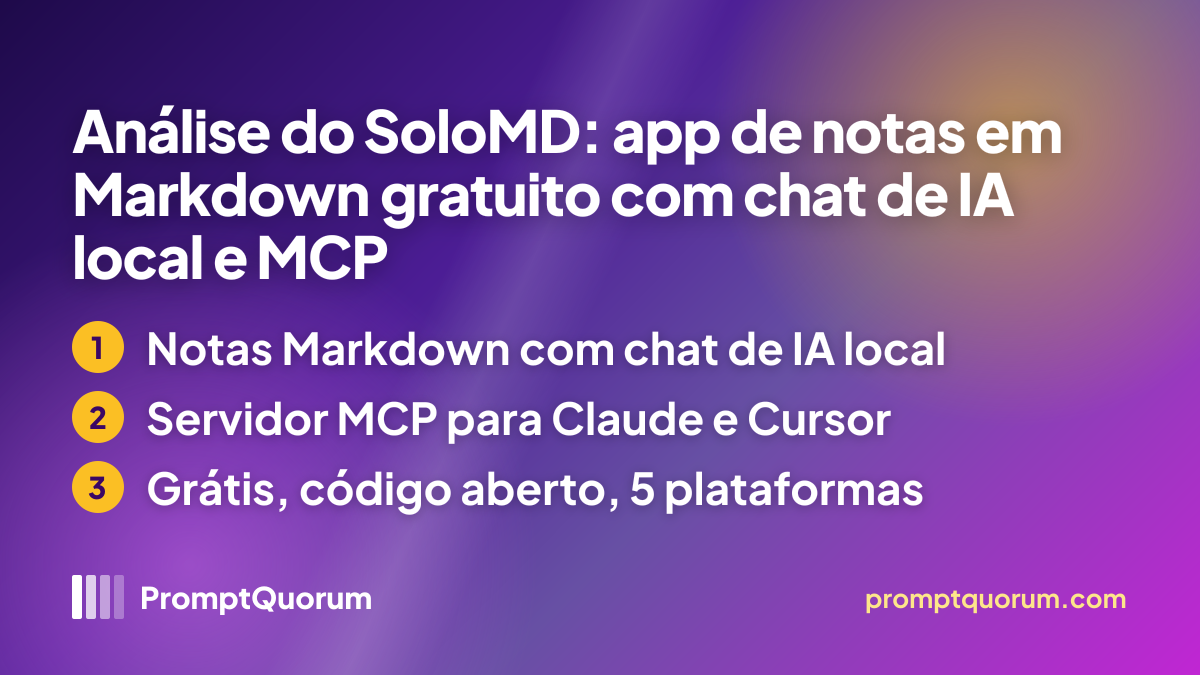 Análise do SoloMD: app de notas em
Markdown gratuito com chat de IA
local e MCP
1 Notas Markdown com chat de IA local
2 Servidor MCP para Claude e Cursor
3 Grátis, código aberto, 5 plataformas
PromptQuorum
promptquorum.com